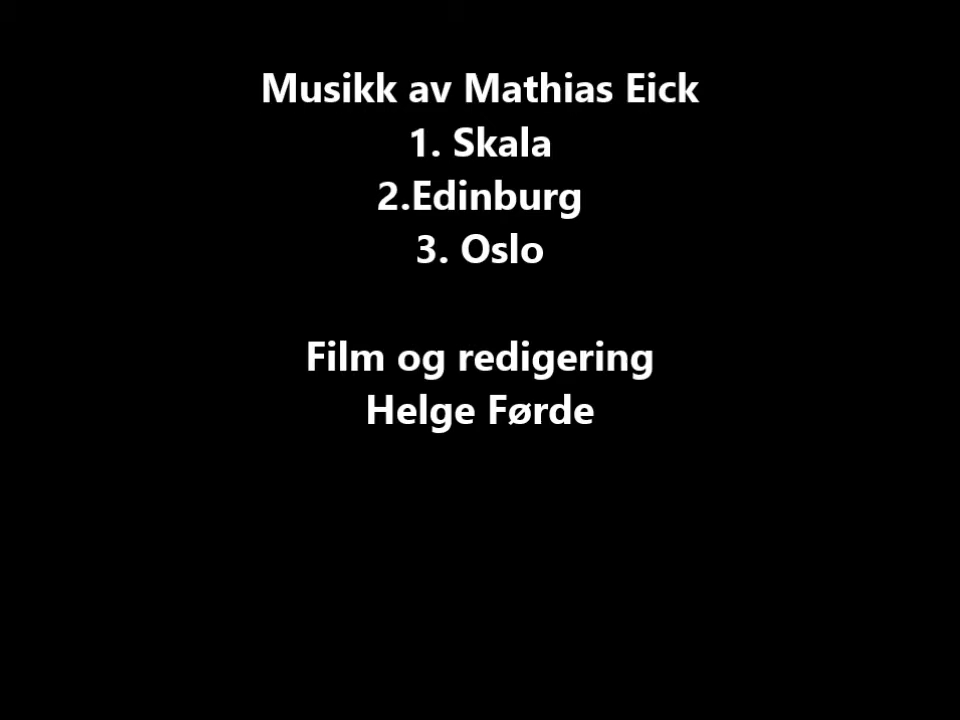 Musikk av Mathias Eick
1. Skala
2.Edinburg
3. Oslo
Film og redigering
Helge Førde